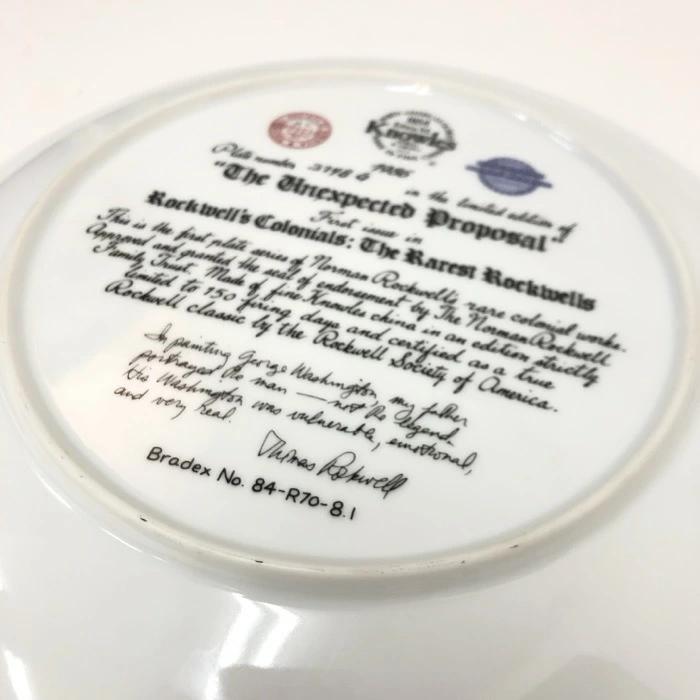 Knowles
Plate number 3198 G 1986 in the limited edition of
"The Unexpected Proposal"
First issue in
Rockwell's Colonials: The Rarest Rockwells
This is the first plate series of Norman Rockwell's rare colonial works.
Approved and granted the seal of endorsement by The Norman Rockwell
Family Trust. Made of fine Knowles china in an edition strictly
limited to 150 firing days and certified as a true
Rockwell classic by the Rockwell Society of America.
In painting George Washington, my father
portrayed the man — not the legend.
His Washington was vulnerable, emotional,
and very real.
Thomas Rockwell
Bradex No. 84-R70-8.1